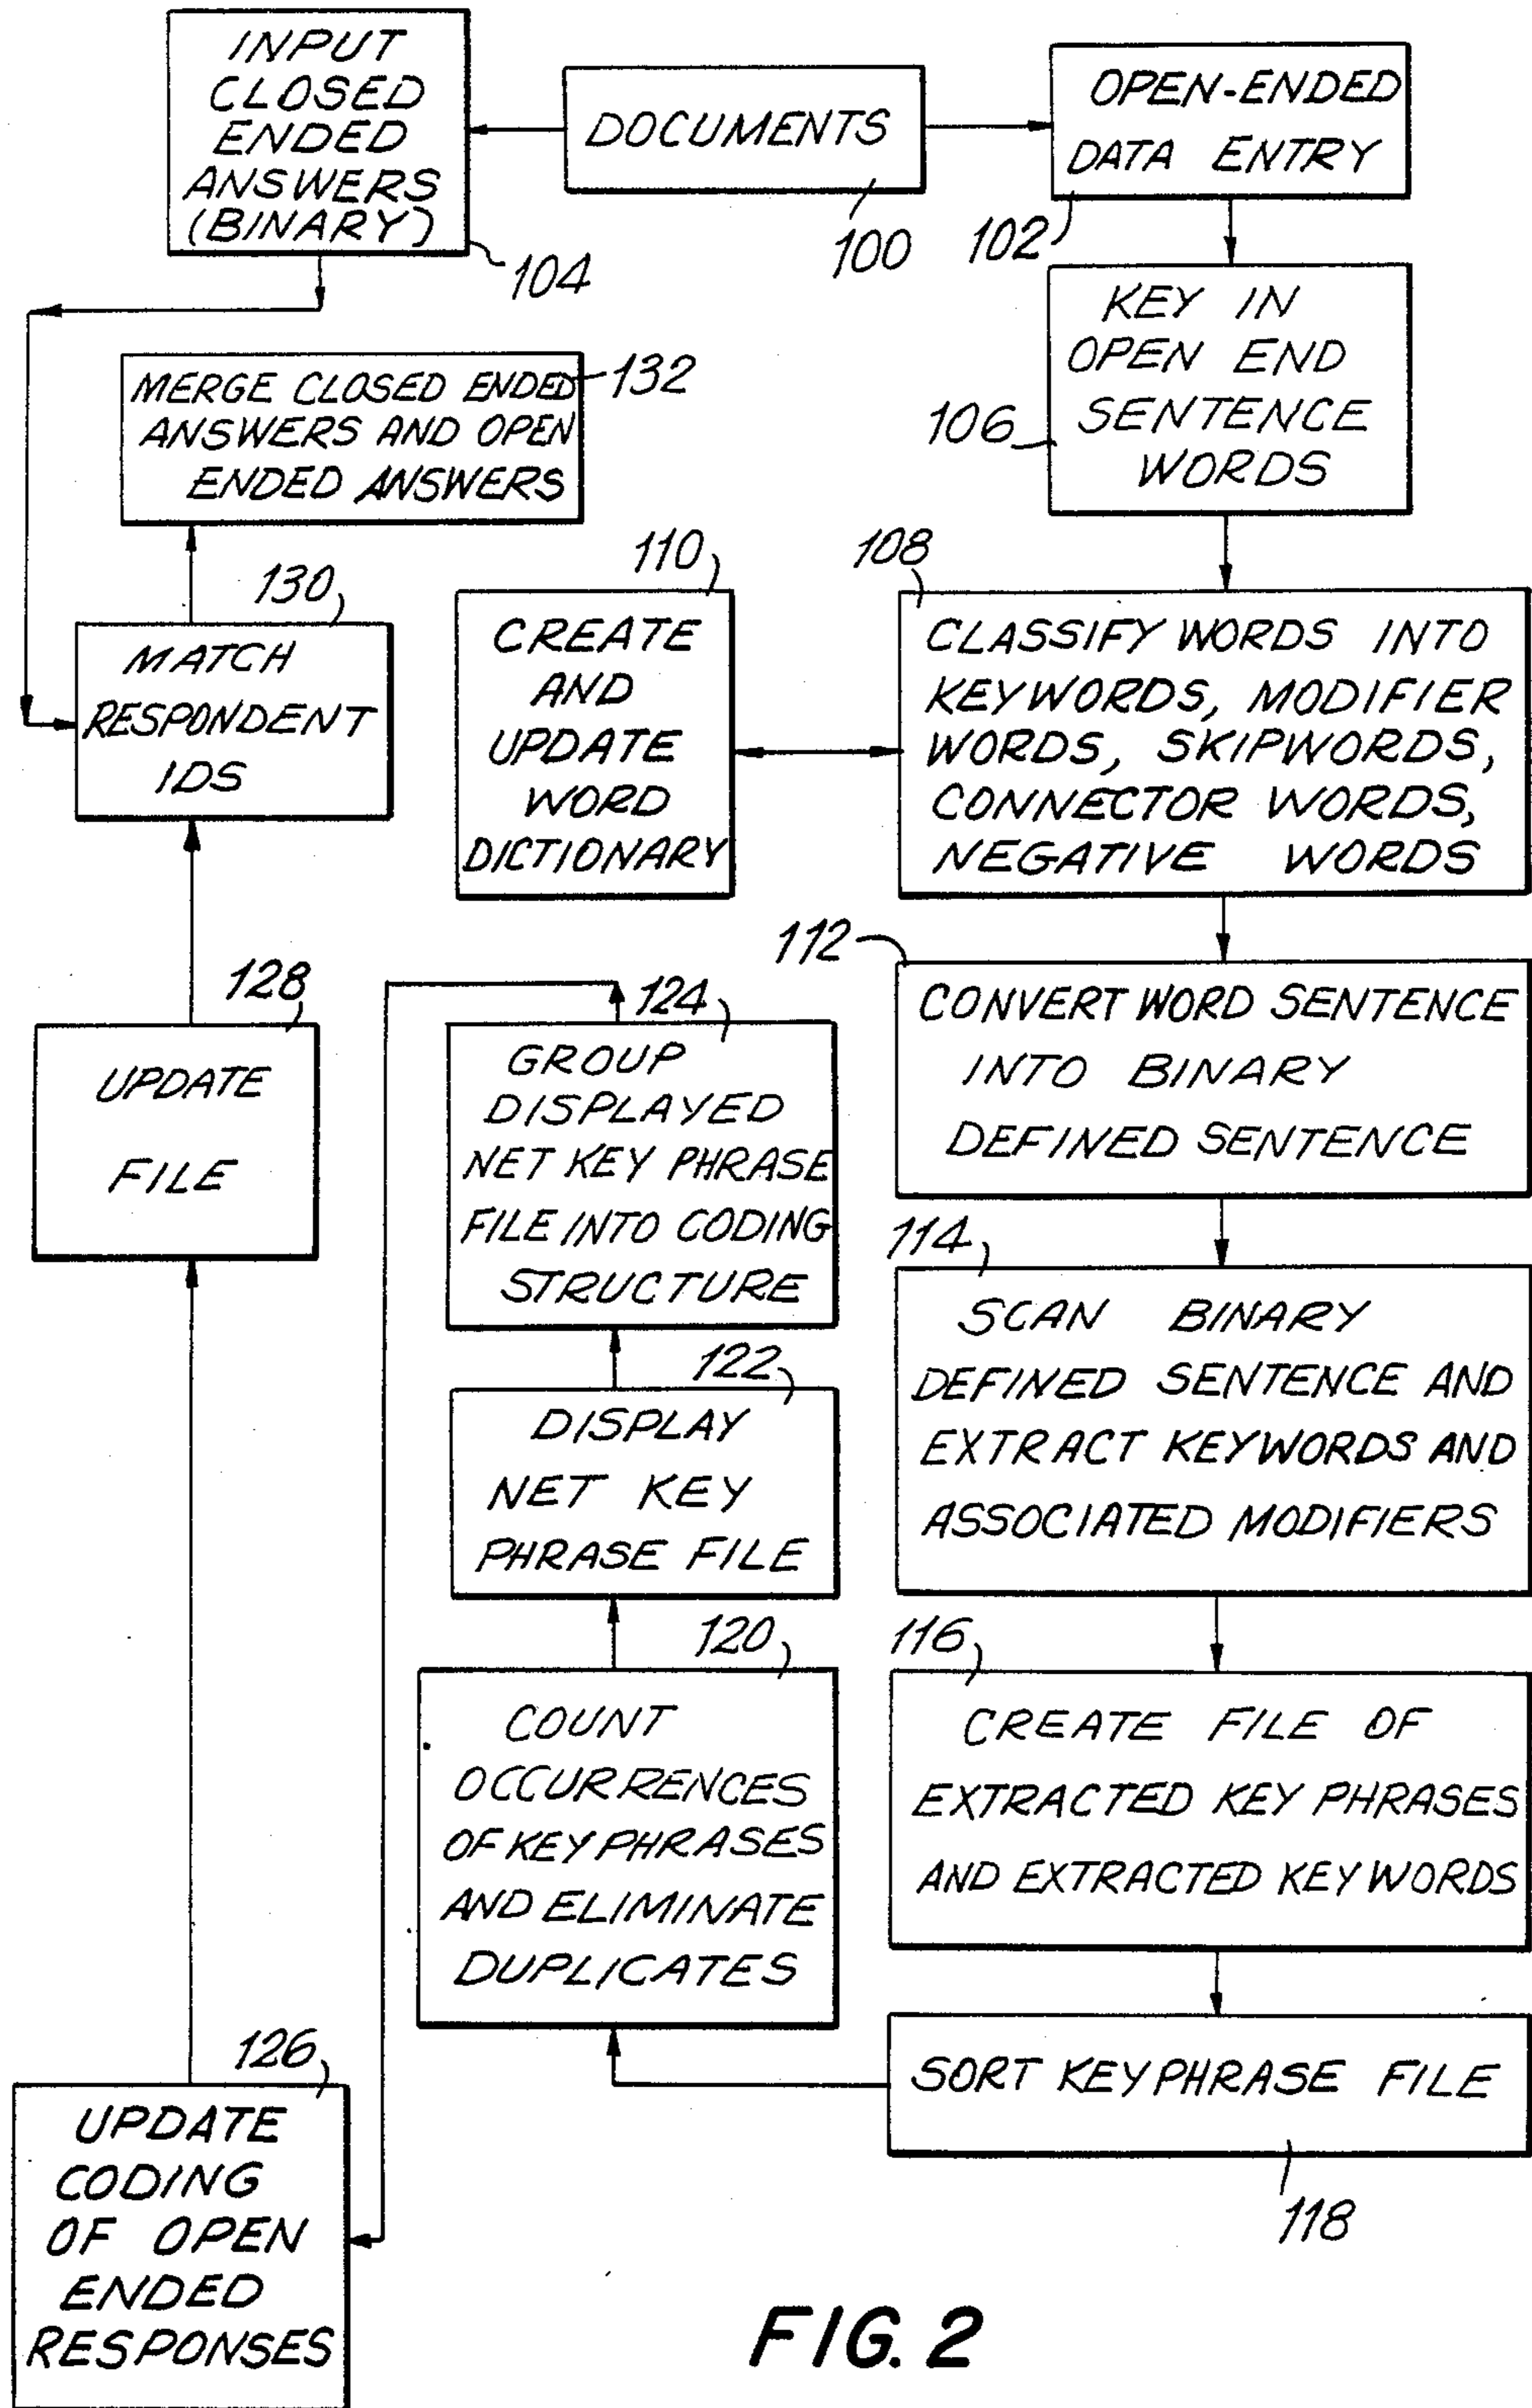 INPUT
CLOSED
ENDED
ANSWERS
(BINARY)
104
DOCUMENTS
100
OPEN-ENDED
DATA ENTRY
102
KEY IN
OPEN END
SENTENCE
WORDS
106
MERGE CLOSED ENDED
ANSWERS AND OPEN
ENDED ANSWERS
132
130
MATCH
RESPONDENT
IDS
110
CREATE
AND
UPDATE
WORD
DICTIONARY
108
CLASSIFY WORDS INTO
KEYWORDS, MODIFIER
WORDS, SKIPWORDS,
CONNECTOR WORDS,
NEGATIVE WORDS
112
CONVERT WORD SENTENCE
INTO BINARY
DEFINED SENTENCE
128
UPDATE
FILE
124
GROUP
DISPLAYED
NET KEY PHRASE
FILE INTO CODING
STRUCTURE
114
SCAN BINARY
DEFINED SENTENCE AND
EXTRACT KEYWORDS AND
ASSOCIATED MODIFIERS
122
DISPLAY
NET KEY
PHRASE FILE
116
CREATE FILE OF
EXTRACTED KEY PHRASES
AND EXTRACTED KEYWORDS
120
COUNT
OCCURRENCES
OF KEY PHRASES
AND ELIMINATE
DUPLICATES
SORT KEYPHRASE FILE
118
126
UPDATE
CODING
OF OPEN
ENDED
RESPONSES
FIG. 2